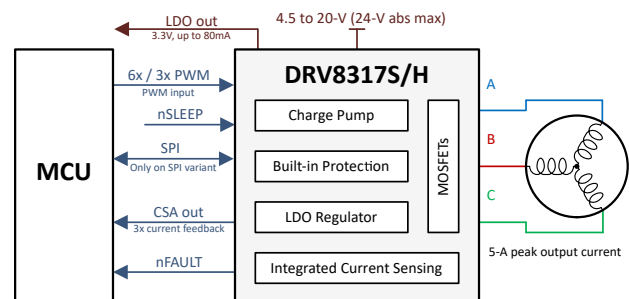 LDO out
3.3V, up to 80mA
4.5 to 20-V (24-V abs max)
MCU
6x / 3x PWM
PWM input
nSLEEP
SPI
Only on SPI variant
CSA out
3x current feedback
nFAULT
DRV8317S/H
Charge Pump
Built-in Protection
LDO Regulator
Integrated Current Sensing
MOSFETs
A
B
C
5-A peak output current